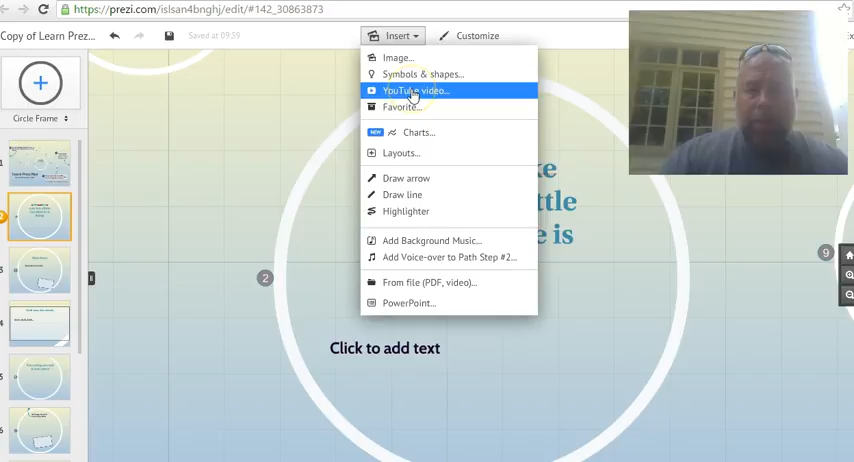 https://prezi.com/islsan4bnghj/edit/#142_30863873
Copy of Learn Prez...
Saved at 09:59
Insert
Customize
Ex
Circle Frame
Image...
Symbols & shapes...
YouTube video...
Favorite...
NEW Charts...
Layouts...
Draw arrow
Draw line
Highlighter
Add Background Music...
Add Voice-over to Path Step #2...
From file (PDF, video)...
PowerPoint...
ke
ttle
e is
2
9
Click to add text
1
2
3
4
5
6